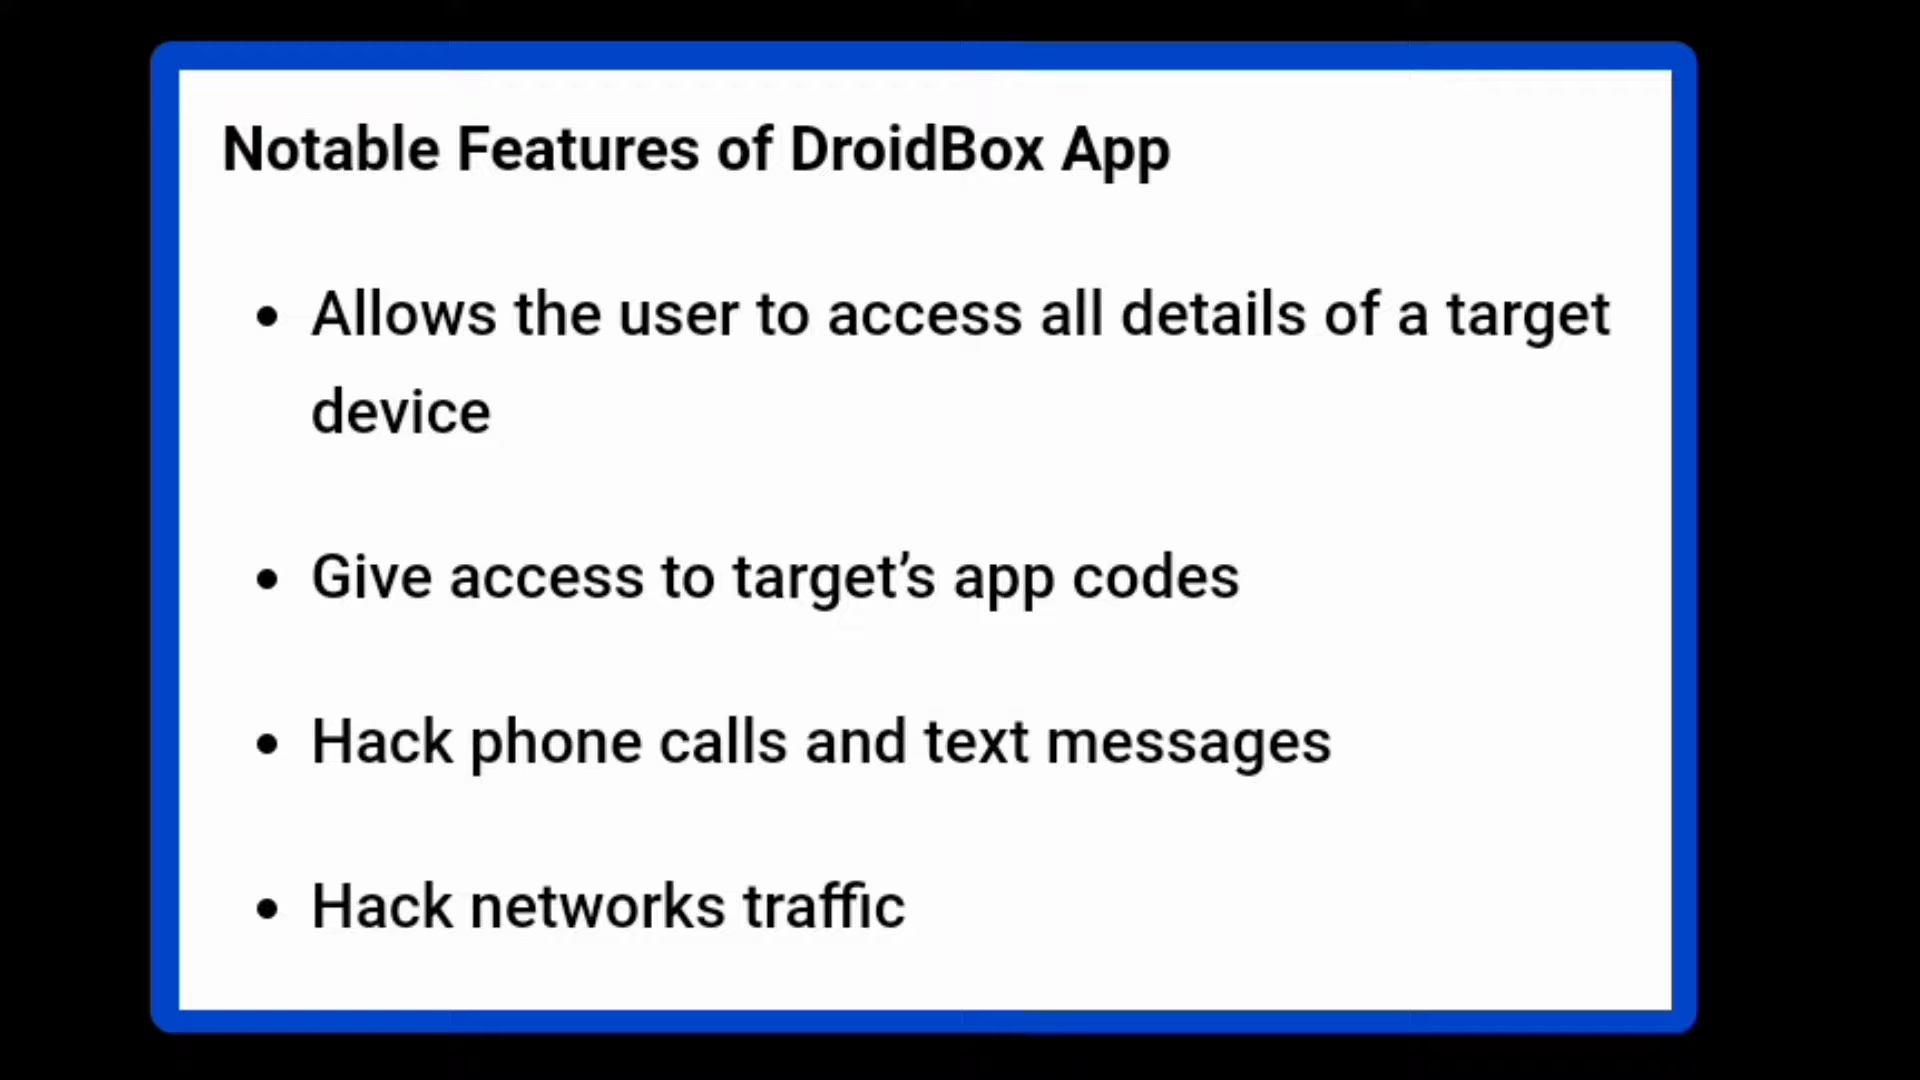 Notable Features of DroidBox App
• Allows the user to access all details of a target
device
• Give access to target’s app codes
• Hack phone calls and text messages
• Hack networks traffic